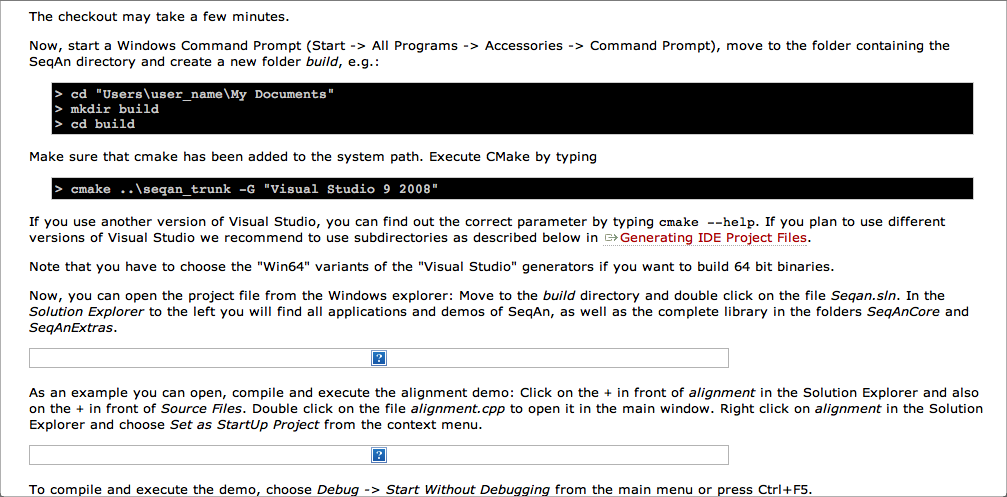 The checkout may take a few minutes.
Now, start a Windows Command Prompt (Start -> All Programs -> Accessories -> Command Prompt), move to the folder containing the
SeqAn directory and create a new folder build, e.g.:
> cd "Users\user_name\My Documents"
> mkdir build
> cd build
Make sure that cmake has been added to the system path. Execute CMake by typing
> cmake ..\seqan_trunk -G "Visual Studio 9 2008"
If you use another version of Visual Studio, you can find out the correct parameter by typing cmake --help. If you plan to use different
versions of Visual Studio we recommend to use subdirectories as described below in Generating IDE Project Files.
Note that you have to choose the "Win64" variants of the "Visual Studio" generators if you want to build 64 bit binaries.
Now, you can open the project file from the Windows explorer: Move to the build directory and double click on the file Seqan.sln. In the
Solution Explorer to the left you will find all applications and demos of SeqAn, as well as the complete library in the folders SeqAnCore and
SeqAnExtras.
?
As an example you can open, compile and execute the alignment demo: Click on the + in front of alignment in the Solution Explorer and also
on the + in front of Source Files. Double click on the file alignment.cpp to open it in the main window. Right click on alignment in the Solution
Explorer and choose Set as StartUp Project from the context menu.
?
To compile and execute the demo, choose Debug -> Start Without Debugging from the main menu or press Ctrl+F5.